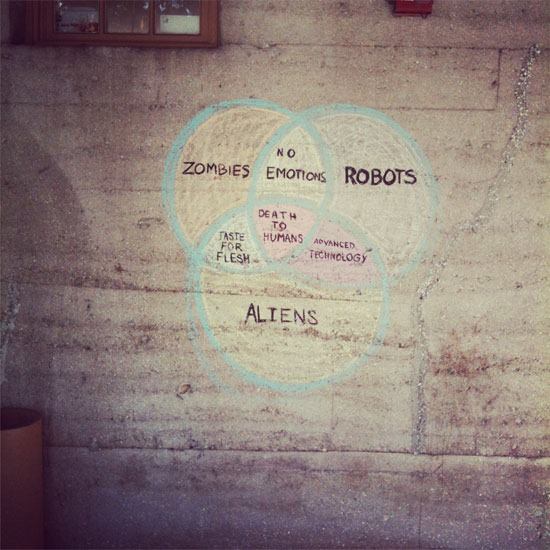 ZOMBIES
NO
EMOTIONS
ROBOTS
DEATH
TO
HUMANS
TASTE
FOR
FLESH
ADVANCED
TECHNOLOGY
ALIENS